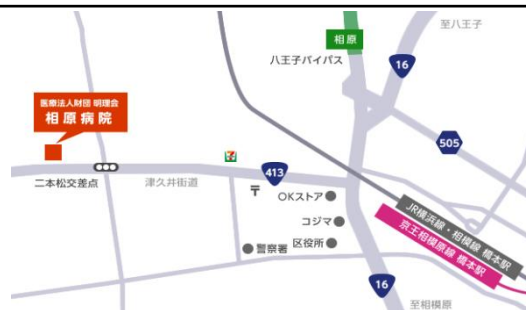 至八王子
相原
八王子バイパス
16
医療法人財団 明理会
相原病院
505
413
二本松交差点
津久井街道
〒
OKストア
コジマ
区役所
警察署
JR横浜線・相模線 橋本駅
京王相模原線 橋本駅
16
至相模原